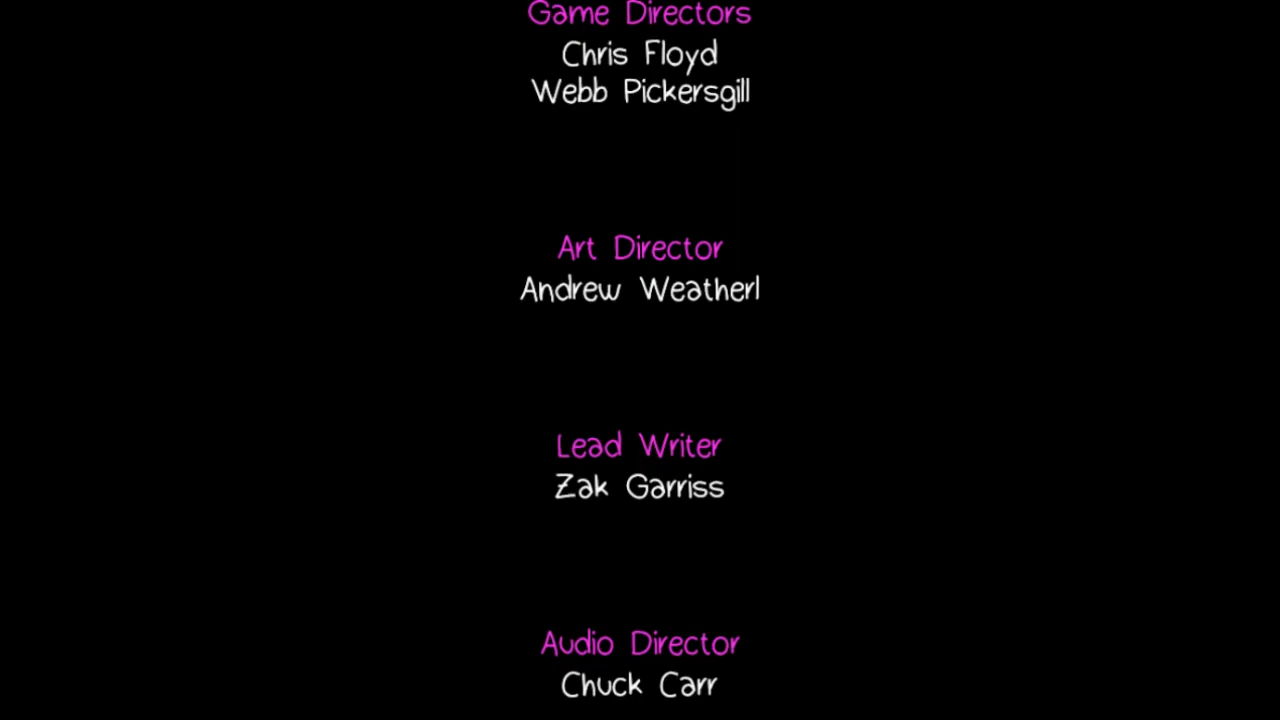 Game Directors
Chris Floyd
Webb Pickersgill
Art Director
Andrew Weatherl
Lead Writer
Zak Garriss
Audio Director
Chuck Carr